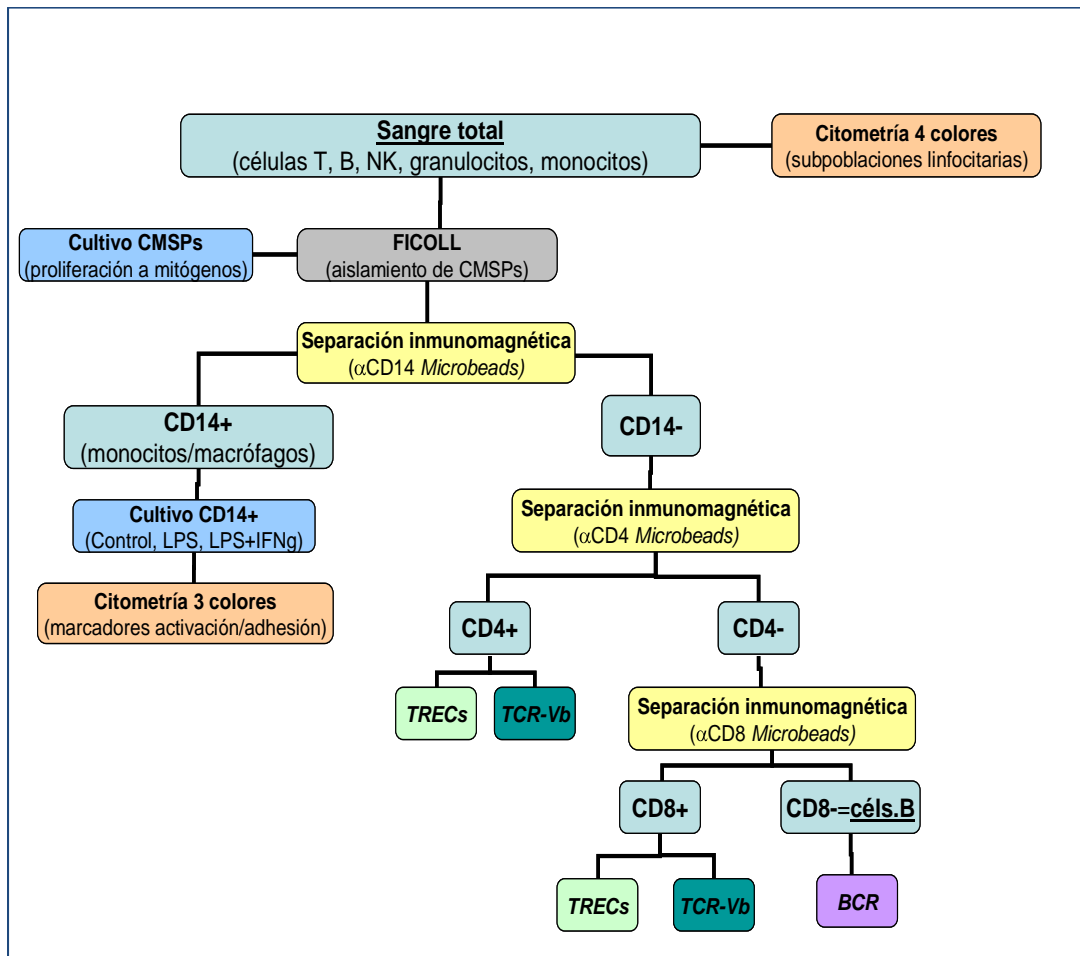 Sangre total
(células T, B, NK, granulocitos, monocitos)
Citometría 4 colores
(subpoblaciones linfocitarias)
Cultivo CMSPs
(proliferación a mitógenos)
FICOLL
(aislamiento de CMSPs)
Separación inmunomagnética
(αCD14 Microbeads)
CD14+
(monocitos/macrófagos)
CD14-
Cultivo CD14+
(Control, LPS, LPS+IFNg)
Separación inmunomagnética
(αCD4 Microbeads)
Citometría 3 colores
(marcadores activación/adhesión)
CD4+
CD4-
TRECs
TCR-Vb
Separación inmunomagnética
(αCD8 Microbeads)
CD8+
CD8-=céls.B
TRECs
TCR-Vb
BCR